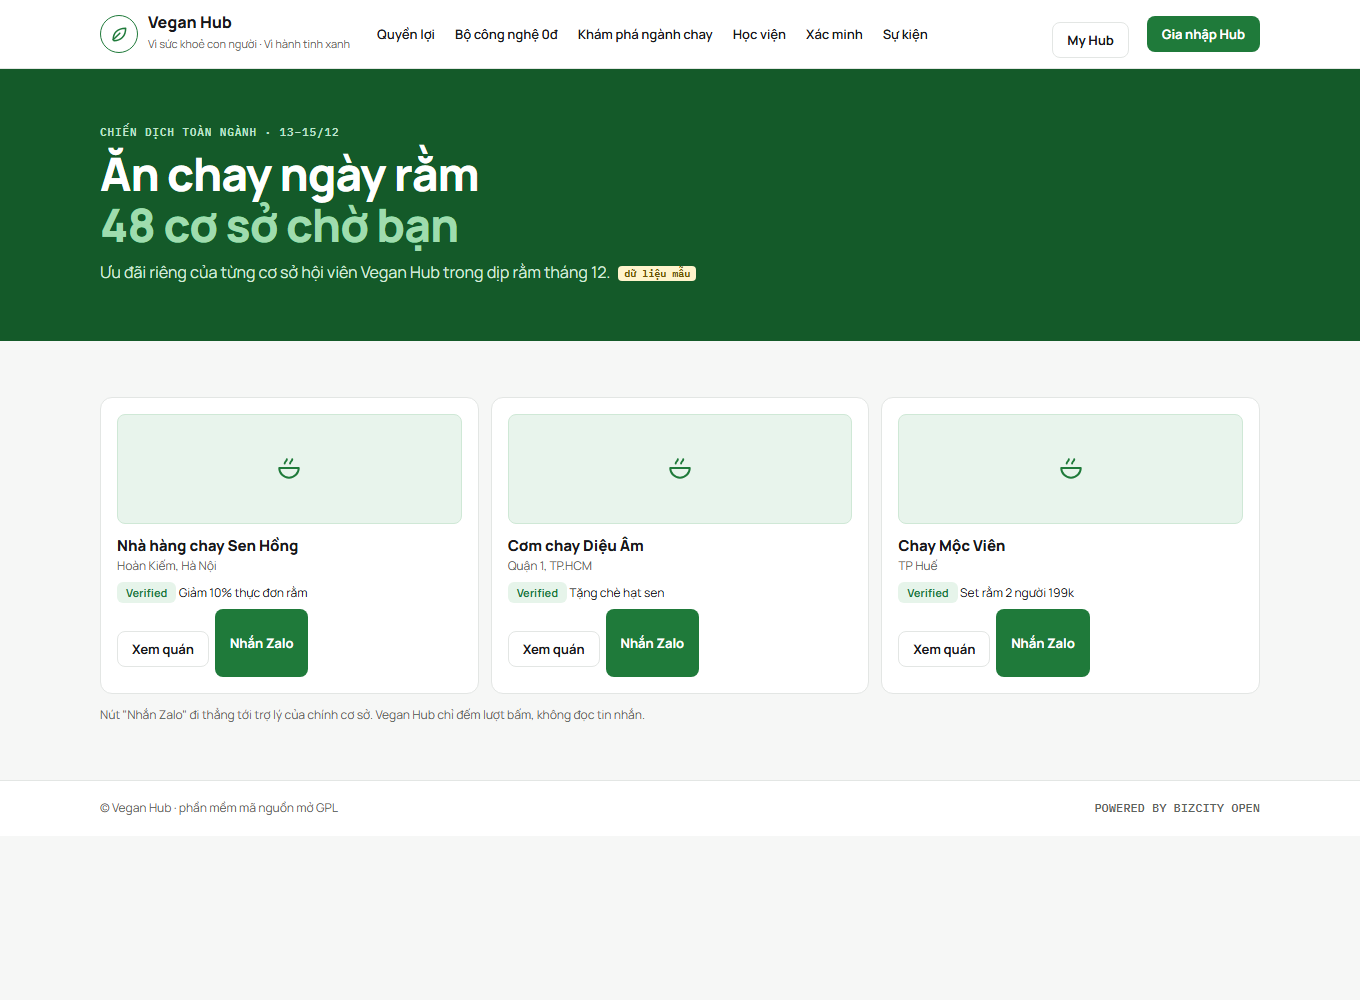 Vegan Hub
Vì sức khoẻ con người · Vì hành tinh xanh
Quyền lợi
Bộ công nghệ 0đ
Khám phá ngành chay
Học viện
Xác minh
Sự kiện
My Hub
Gia nhập Hub
CHIẾN DỊCH TOÀN NGÀNH · 13–15/12
Ăn chay ngày rằm
48 cơ sở chờ bạn
Ưu đãi riêng của từng cơ sở hội viên Vegan Hub trong dịp rằm tháng 12. dữ liệu mẫu
Nhà hàng chay Sen Hồng
Hoàn Kiếm, Hà Nội
Verified Giảm 10% thực đơn rằm
Xem quán
Nhắn Zalo
Cơm chay Diệu Âm
Quận 1, TP.HCM
Verified Tặng chè hạt sen
Xem quán
Nhắn Zalo
Chay Mộc Viên
TP Huế
Verified Set rằm 2 người 199k
Xem quán
Nhắn Zalo
Nút "Nhắn Zalo" đi thẳng tới trợ lý của chính cơ sở. Vegan Hub chỉ đếm lượt bấm, không đọc tin nhắn.
© Vegan Hub · phần mềm mã nguồn mở GPL
POWERED BY BIZCITY OPEN